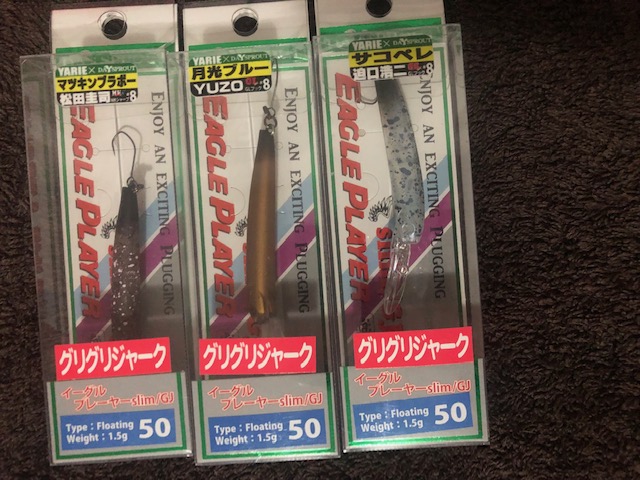 YARIE × DAYSPROUT
マツキンブラボー
松田圭司
8
ENJOY AN EXCITING PLUGGING
EAGLE PLAYER
グリグリジャーク
イーグル
プレーヤーslim/GJ
Type : Floating
Weight : 1.5g
50
YARIE × DAYSPROUT
月光ブルー
YUZO
8
ENJOY AN EXCITING PLUGGING
EAGLE PLAYER
グリグリジャーク
イーグル
プレーヤーslim/GJ
Type : Floating
Weight : 1.5g
50
YARIE × DAYSPROUT
サコペレ
迫口浩二
8
ENJOY AN EXCITING PLUGGING
EAGLE PLAYER
グリグリジャーク
イーグル
プレーヤーslim/GJ
Type : Floating
Weight : 1.5g
50